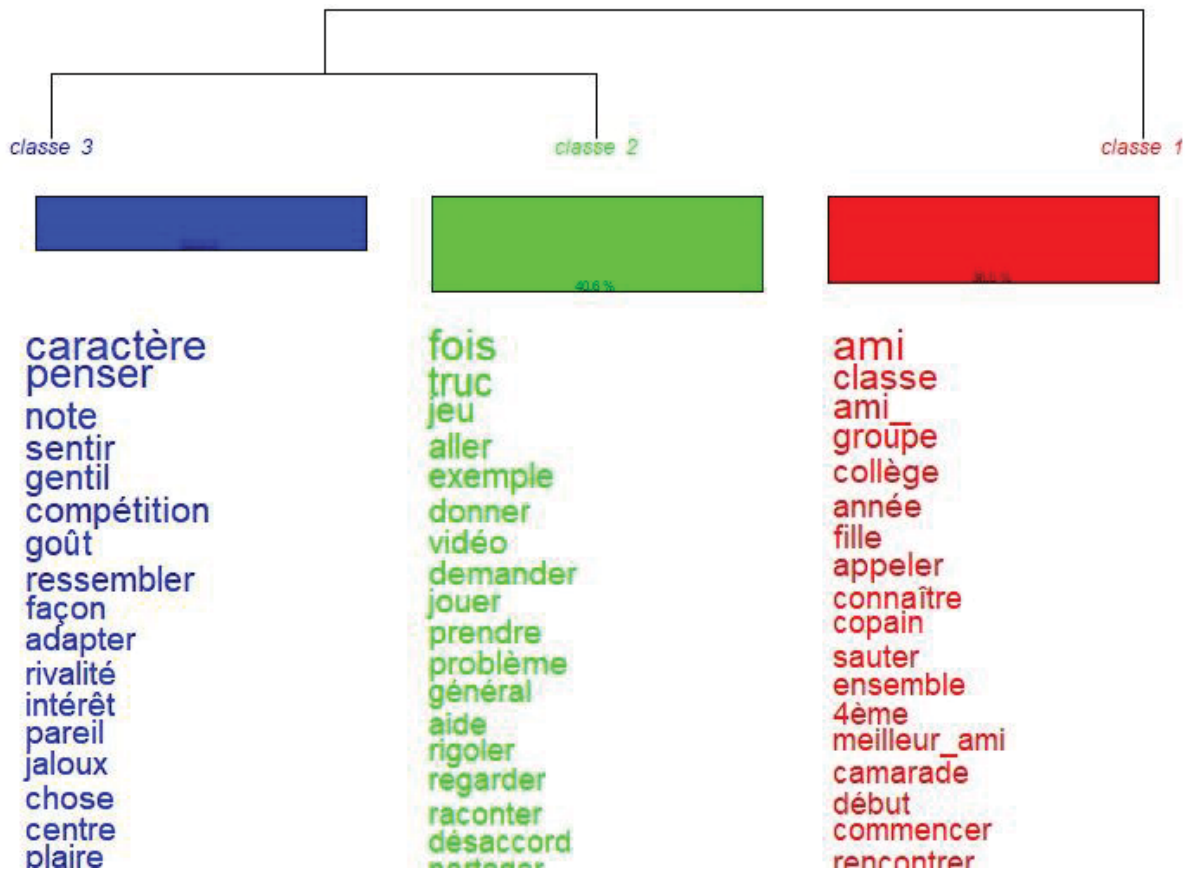 classe 3
classe 2
classe 1
40.6 %
caractère
penser
note
sentir
gentil
compétition
goût
ressembler
façon
adapter
rivalité
intérêt
pareil
jaloux
chose
centre
plaire
fois
truc
jeu
aller
exemple
donner
vidéo
demander
jouer
prendre
problème
général
aide
rigoler
regarder
raconter
désaccord
partager
ami
classe
ami_
groupe
collège
année
fille
appeler
connaître
copain
sauter
ensemble
4ème
meilleur_ami
camarade
début
commencer
rencontrer